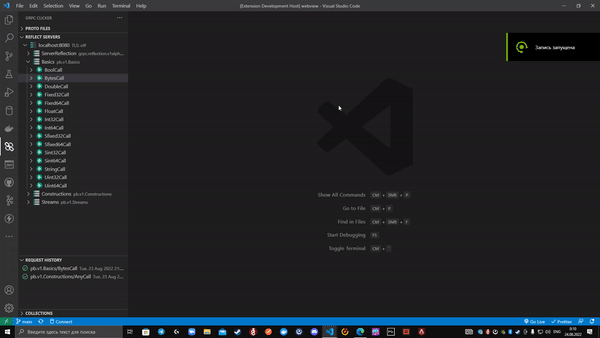 File Edit Selection View Go Run Terminal Help
[Extension Development Host] webview - Visual Studio Code
GRPC CLICKER
PROTO FILES
REFLECT SERVERS
localhost:8080 TLS: off
ServerReflection grpc.reflection.v1alph...
Basics pb.v1.Basics
BoolCall
BytesCall
DoubleCall
Fixed32Call
Fixed64Call
FloatCall
Int32Call
Int64Call
Sfixed32Call
Sfixed64Call
Sint32Call
Sint64Call
StringCall
Uint32Call
Uint64Call
Constructions pb.v1.Constructions
Streams pb.v1.Streams
REQUEST HISTORY
pb.v1.Basics/BytesCall Tue, 23 Aug 2022 21:...
pb.v1.Constructions/AnyCall Tue, 23 Aug 2...
COLLECTIONS
Запись запущена
Show All Commands Ctrl + Shift + P
Go to File Ctrl + P
Find in Files Ctrl + Shift + F
Start Debugging F5
Toggle Terminal Ctrl + `
main
Connect
Go Live
Prettier
Введите здесь текст для поиска
0:10
24.08.2022